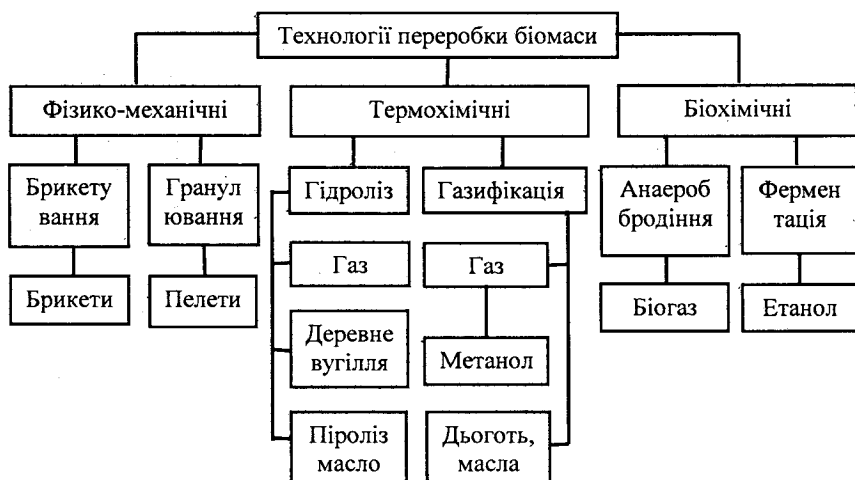 Технології переробки біомаси
Фізико-механічні
Термохімічні
Біохімічні
Брикету
вання
Гранул
ювання
Гідроліз
Газифікація
Анаероб
бродіння
Фермен
тація
Газ
Газ
Брикети
Пелети
Біогаз
Етанол
Деревне
вугілля
Метанол
Піроліз
масло
Дьоготь,
масла